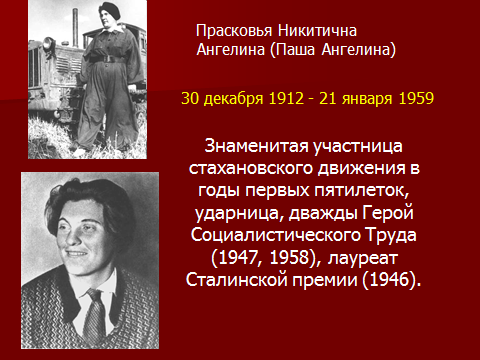 Прасковья Никитична
Ангелина (Паша Ангелина)
30 декабря 1912 - 21 января 1959
Знаменитая участница
стахановского движения в
годы первых пятилеток,
ударница, дважды Герой
Социалистического Труда
(1947, 1958), лауреат
Сталинской премии (1946).